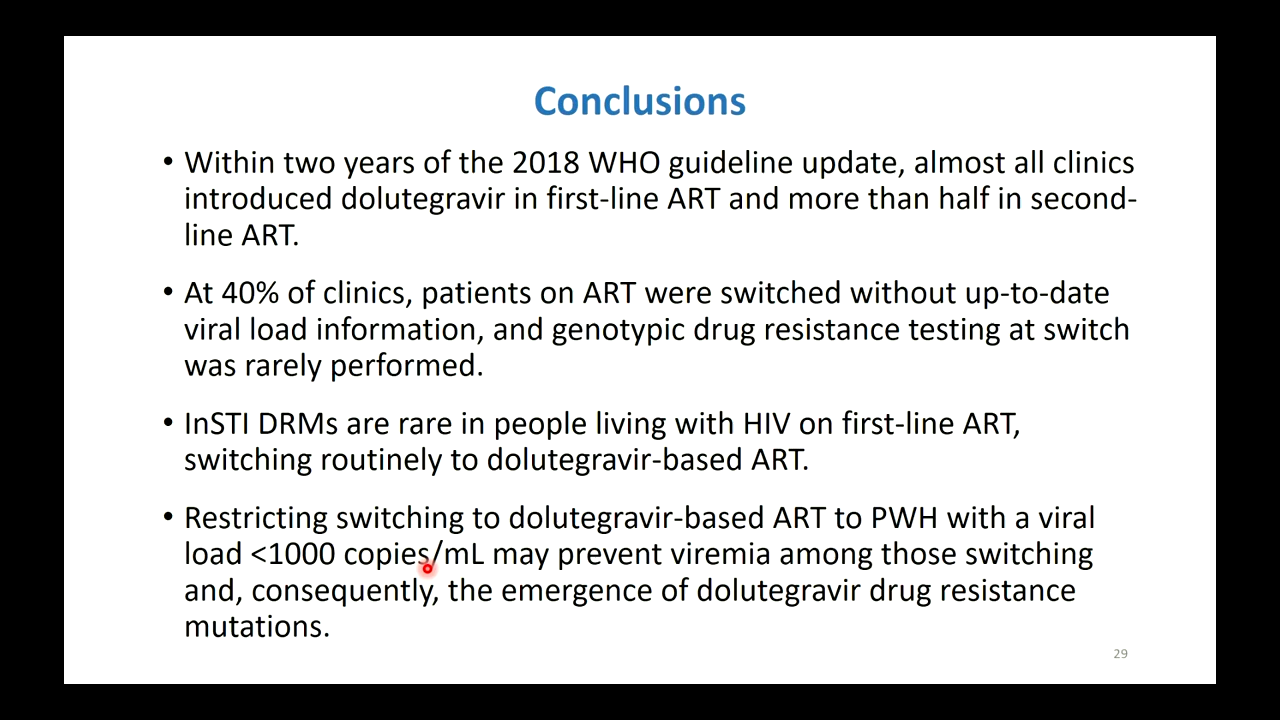 Conclusions
• Within two years of the 2018 WHO guideline update, almost all clinics
introduced dolutegravir in first-line ART and more than half in second-
line ART.
• At 40% of clinics, patients on ART were switched without up-to-date
viral load information, and genotypic drug resistance testing at switch
was rarely performed.
• InSTI DRMs are rare in people living with HIV on first-line ART,
switching routinely to dolutegravir-based ART.
• Restricting switching to dolutegravir-based ART to PWH with a viral
load <1000 copies/mL may prevent viremia among those switching
and, consequently, the emergence of dolutegravir drug resistance
mutations.
29